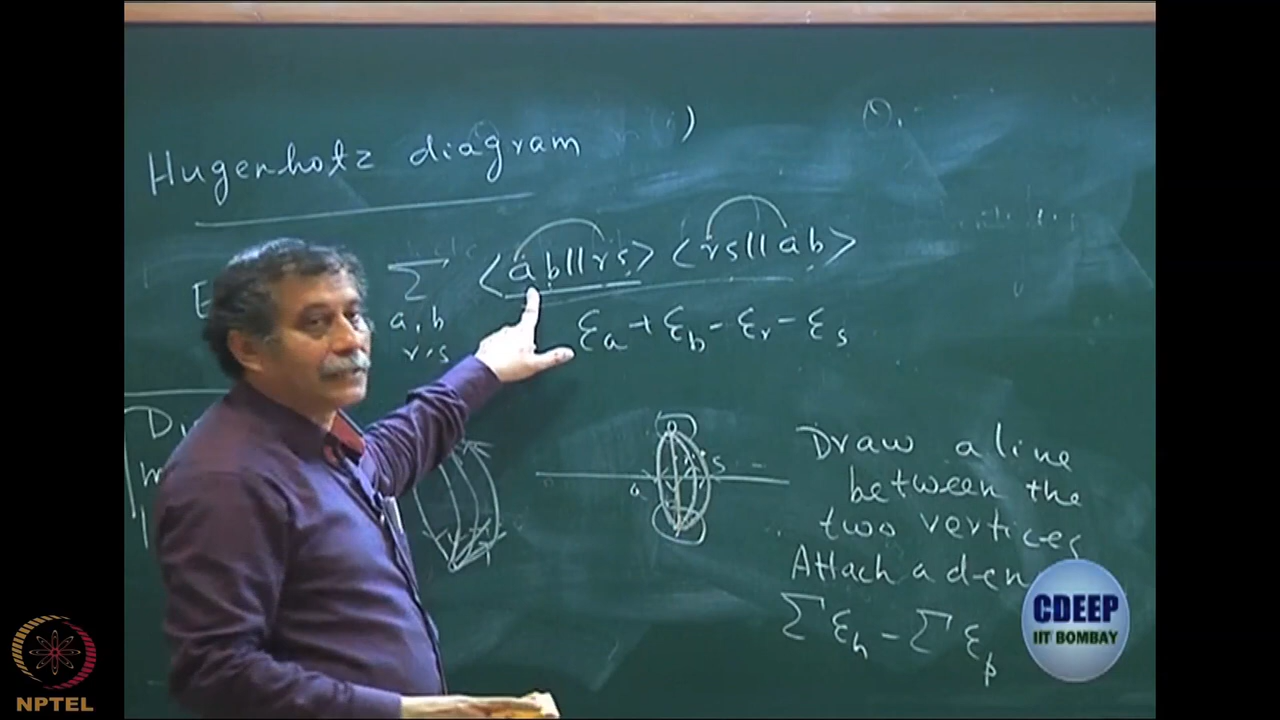 Hugenhotz diagram
E Σ <ab||rs> <rs||ab>
a,b
r,s
εa + εb - εr - εs
D
m
a
s
Draw a line
between the
two vertices
Attach a den
Σ εh - Σ εp
CDEEP
IIT BOMBAY
NPTEL